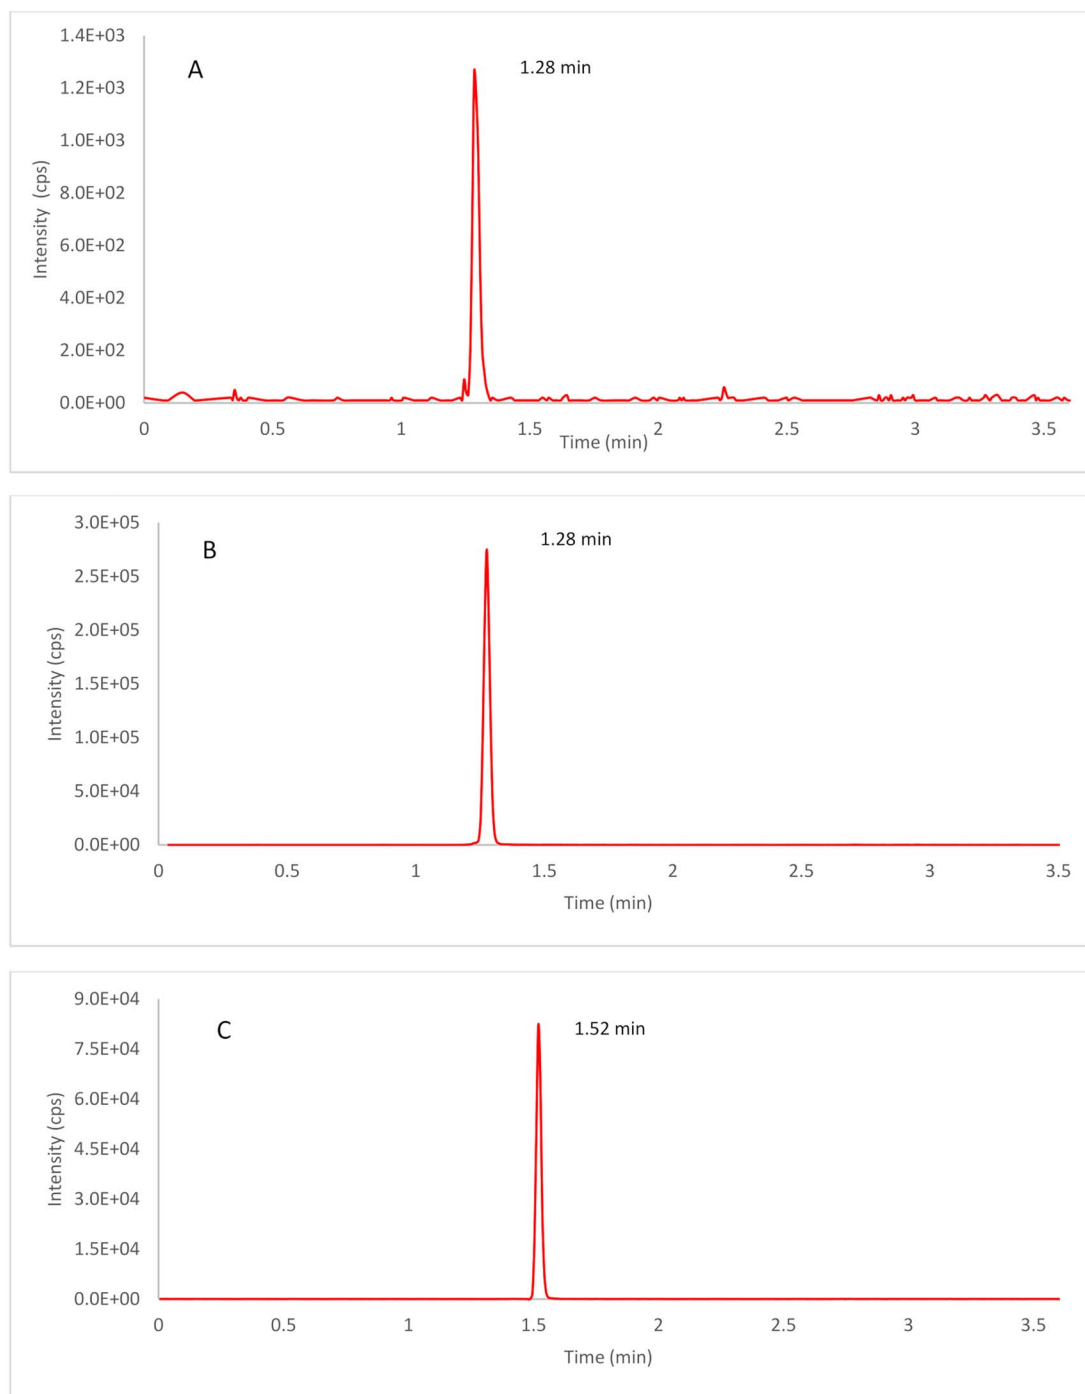 1.4E+03
A
1.28 min
1.2E+03
1.0E+03
8.0E+02
6.0E+02
4.0E+02
2.0E+02
0.0E+00
Intensity (cps)
0 0.5 1 1.5 2 2.5 3 3.5
Time (min)
3.0E+05
B
1.28 min
2.5E+05
2.0E+05
1.5E+05
1.0E+05
5.0E+04
0.0E+00
Intensity (cps)
0 0.5 1 1.5 2 2.5 3 3.5
Time (min)
9.0E+04
C
1.52 min
7.5E+04
6.0E+04
4.5E+04
3.0E+04
1.5E+04
0.0E+00
Intensity (cps)
0 0.5 1 1.5 2 2.5 3 3.5
Time (min)